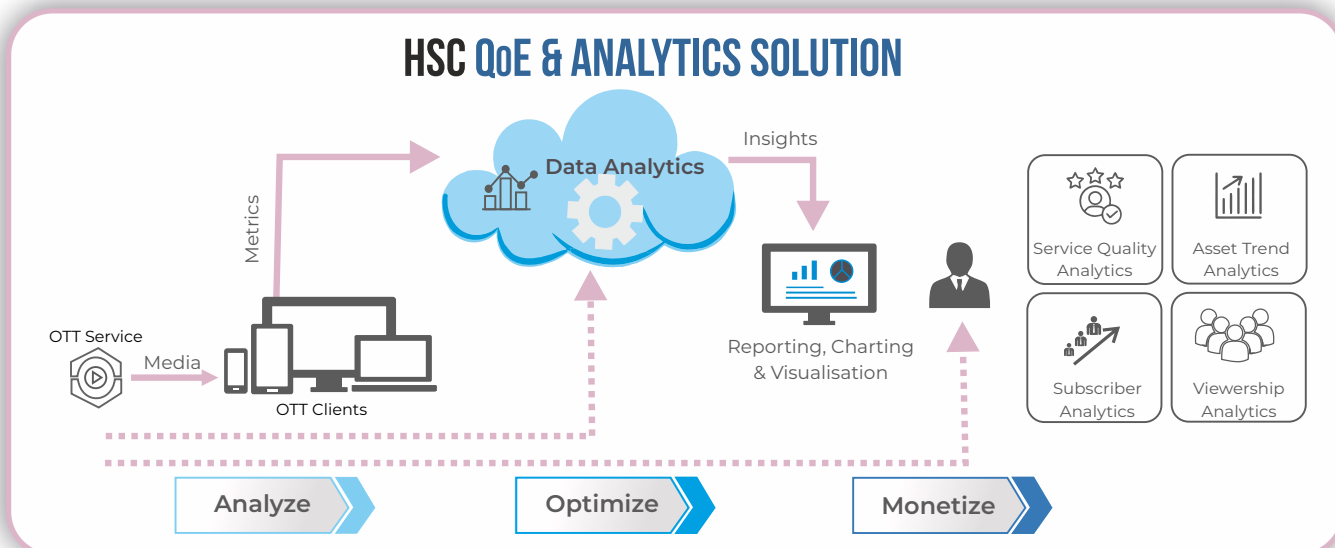 HSC QoE & ANALYTICS SOLUTION
Data Analytics
Insights
Metrics
Service Quality
Analytics
Asset Trend
Analytics
OTT Service
Media
OTT Clients
Reporting, Charting
& Visualisation
Subscriber
Analytics
Viewership
Analytics
Analyze
Optimize
Monetize